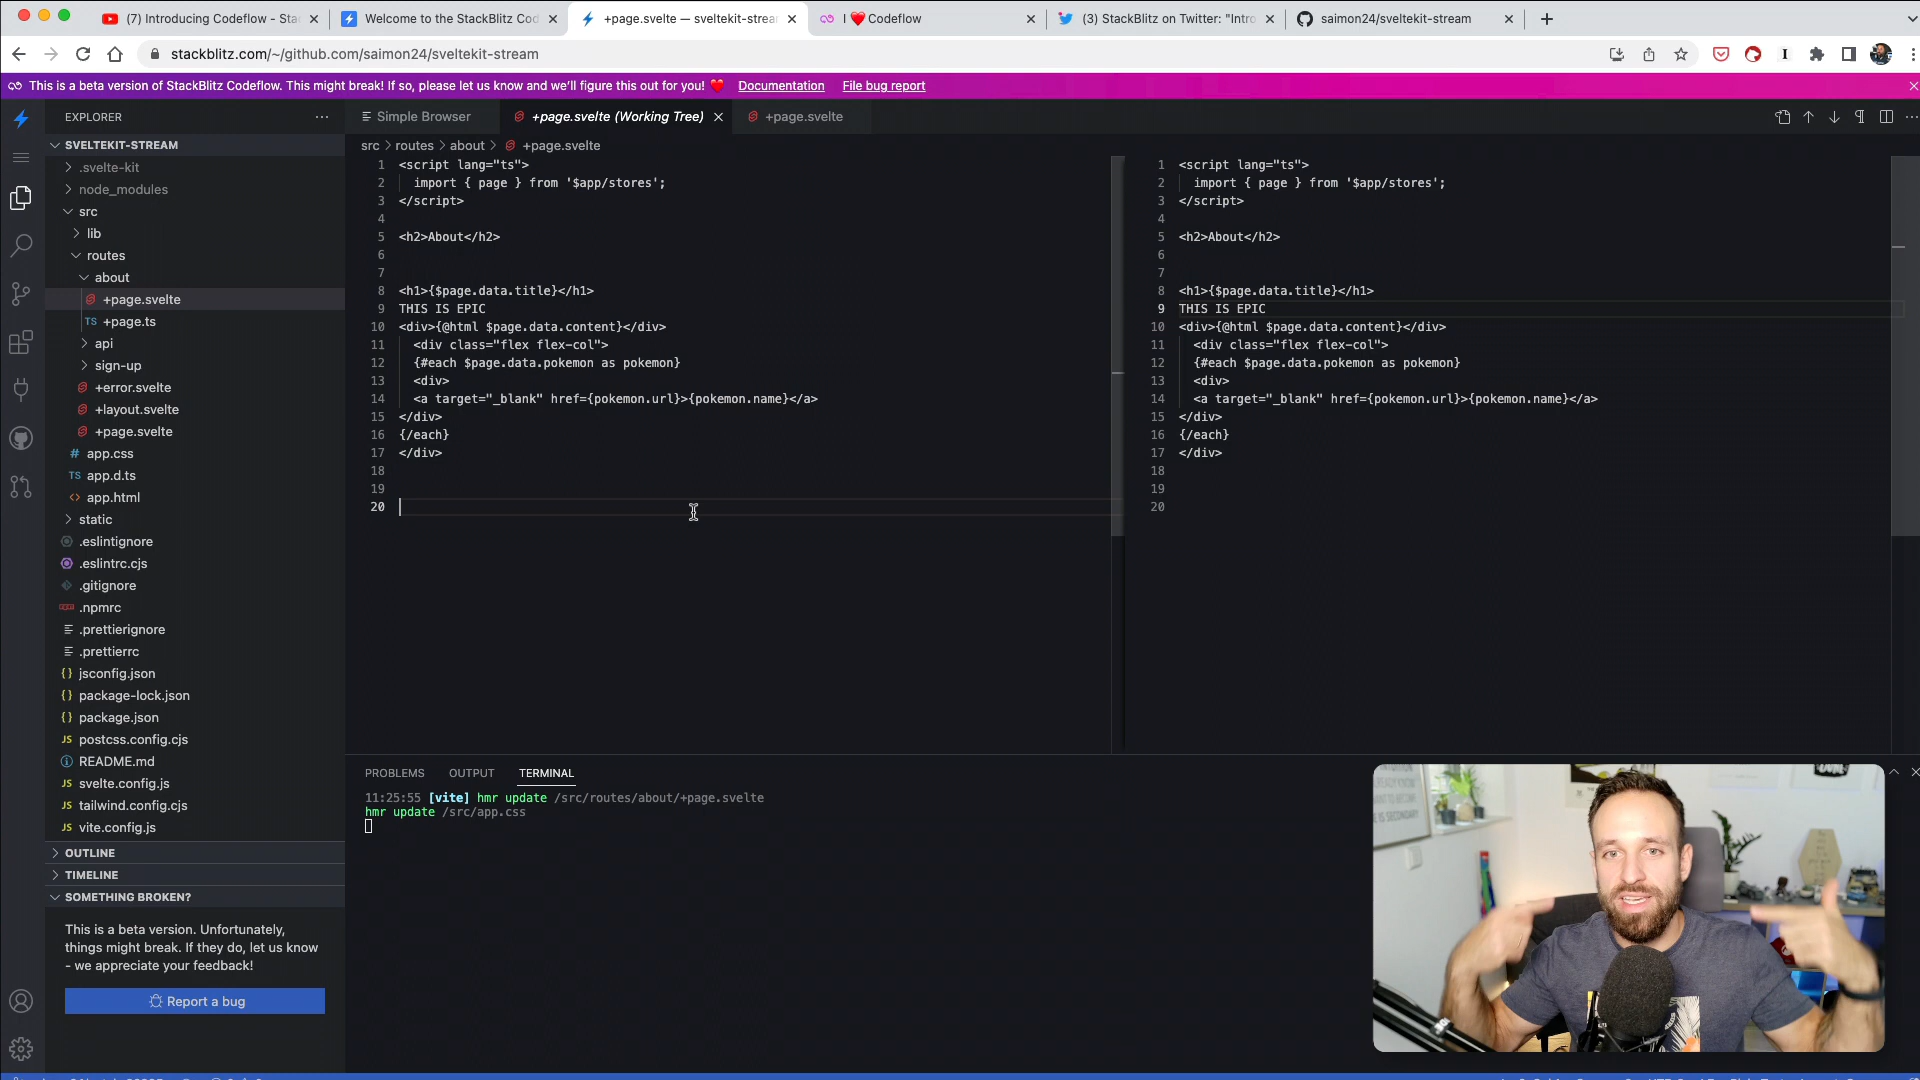 (7) Introducing Codeflow - Sta
Welcome to the StackBlitz Cod
+page.svelte — sveltekit-strea
I ❤️Codeflow
(3) StackBlitz on Twitter: "Intro
saimon24/sveltekit-stream
stackblitz.com/~/github.com/saimon24/sveltekit-stream
This is a beta version of StackBlitz Codeflow. This might break! If so, please let us know and we'll figure this out for you! ❤️ Documentation File bug report
EXPLORER
SVELTEKIT-STREAM
.svelte-kit
node_modules
src
lib
routes
about
+page.svelte
TS +page.ts
api
sign-up
+error.svelte
+layout.svelte
+page.svelte
# app.css
TS app.d.ts
<> app.html
static
.eslintignore
.eslintrc.cjs
.gitignore
.npmrc
.prettierignore
.prettierrc
{} jsconfig.json
{} package-lock.json
{} package.json
JS postcss.config.cjs
README.md
JS svelte.config.js
JS tailwind.config.cjs
JS vite.config.js
OUTLINE
TIMELINE
SOMETHING BROKEN?
This is a beta version. Unfortunately,
things might break. If they do, let us know
- we appreciate your feedback!
Report a bug
Simple Browser
+page.svelte (Working Tree)
+page.svelte
src > routes > about > +page.svelte
1 <script lang="ts">
2 import { page } from '$app/stores';
3 </script>
4
5 <h2>About</h2>
6
7
8 <h1>{$page.data.title}</h1>
9 THIS IS EPIC
10 <div>{@html $page.data.content}</div>
11 <div class="flex flex-col">
12 {#each $page.data.pokemon as pokemon}
13 <div>
14 <a target="_blank" href={pokemon.url}>{pokemon.name}</a>
15 </div>
16 {/each}
17 </div>
18
19
20
1 <script lang="ts">
2 import { page } from '$app/stores';
3 </script>
4
5 <h2>About</h2>
6
7
8 <h1>{$page.data.title}</h1>
9 THIS IS EPIC
10 <div>{@html $page.data.content}</div>
11 <div class="flex flex-col">
12 {#each $page.data.pokemon as pokemon}
13 <div>
14 <a target="_blank" href={pokemon.url}>{pokemon.name}</a>
15 </div>
16 {/each}
17 </div>
18
19
20
PROBLEMS OUTPUT TERMINAL
11:25:55 [vite] hmr update /src/routes/about/+page.svelte
hmr update /src/app.css